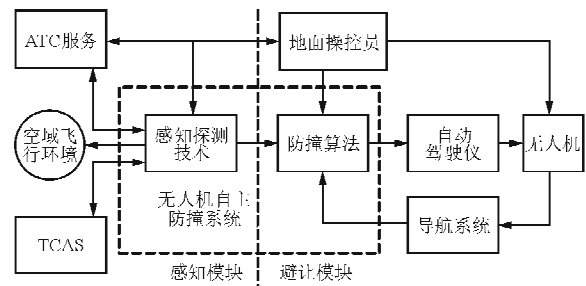 ATC服务
地面操控员
空域飞
行环境
感知探测
技术
防撞算法
自动
驾驶仪
无人机
无人机自主
防撞系统
TCAS
导航系统
感知模块
避让模块